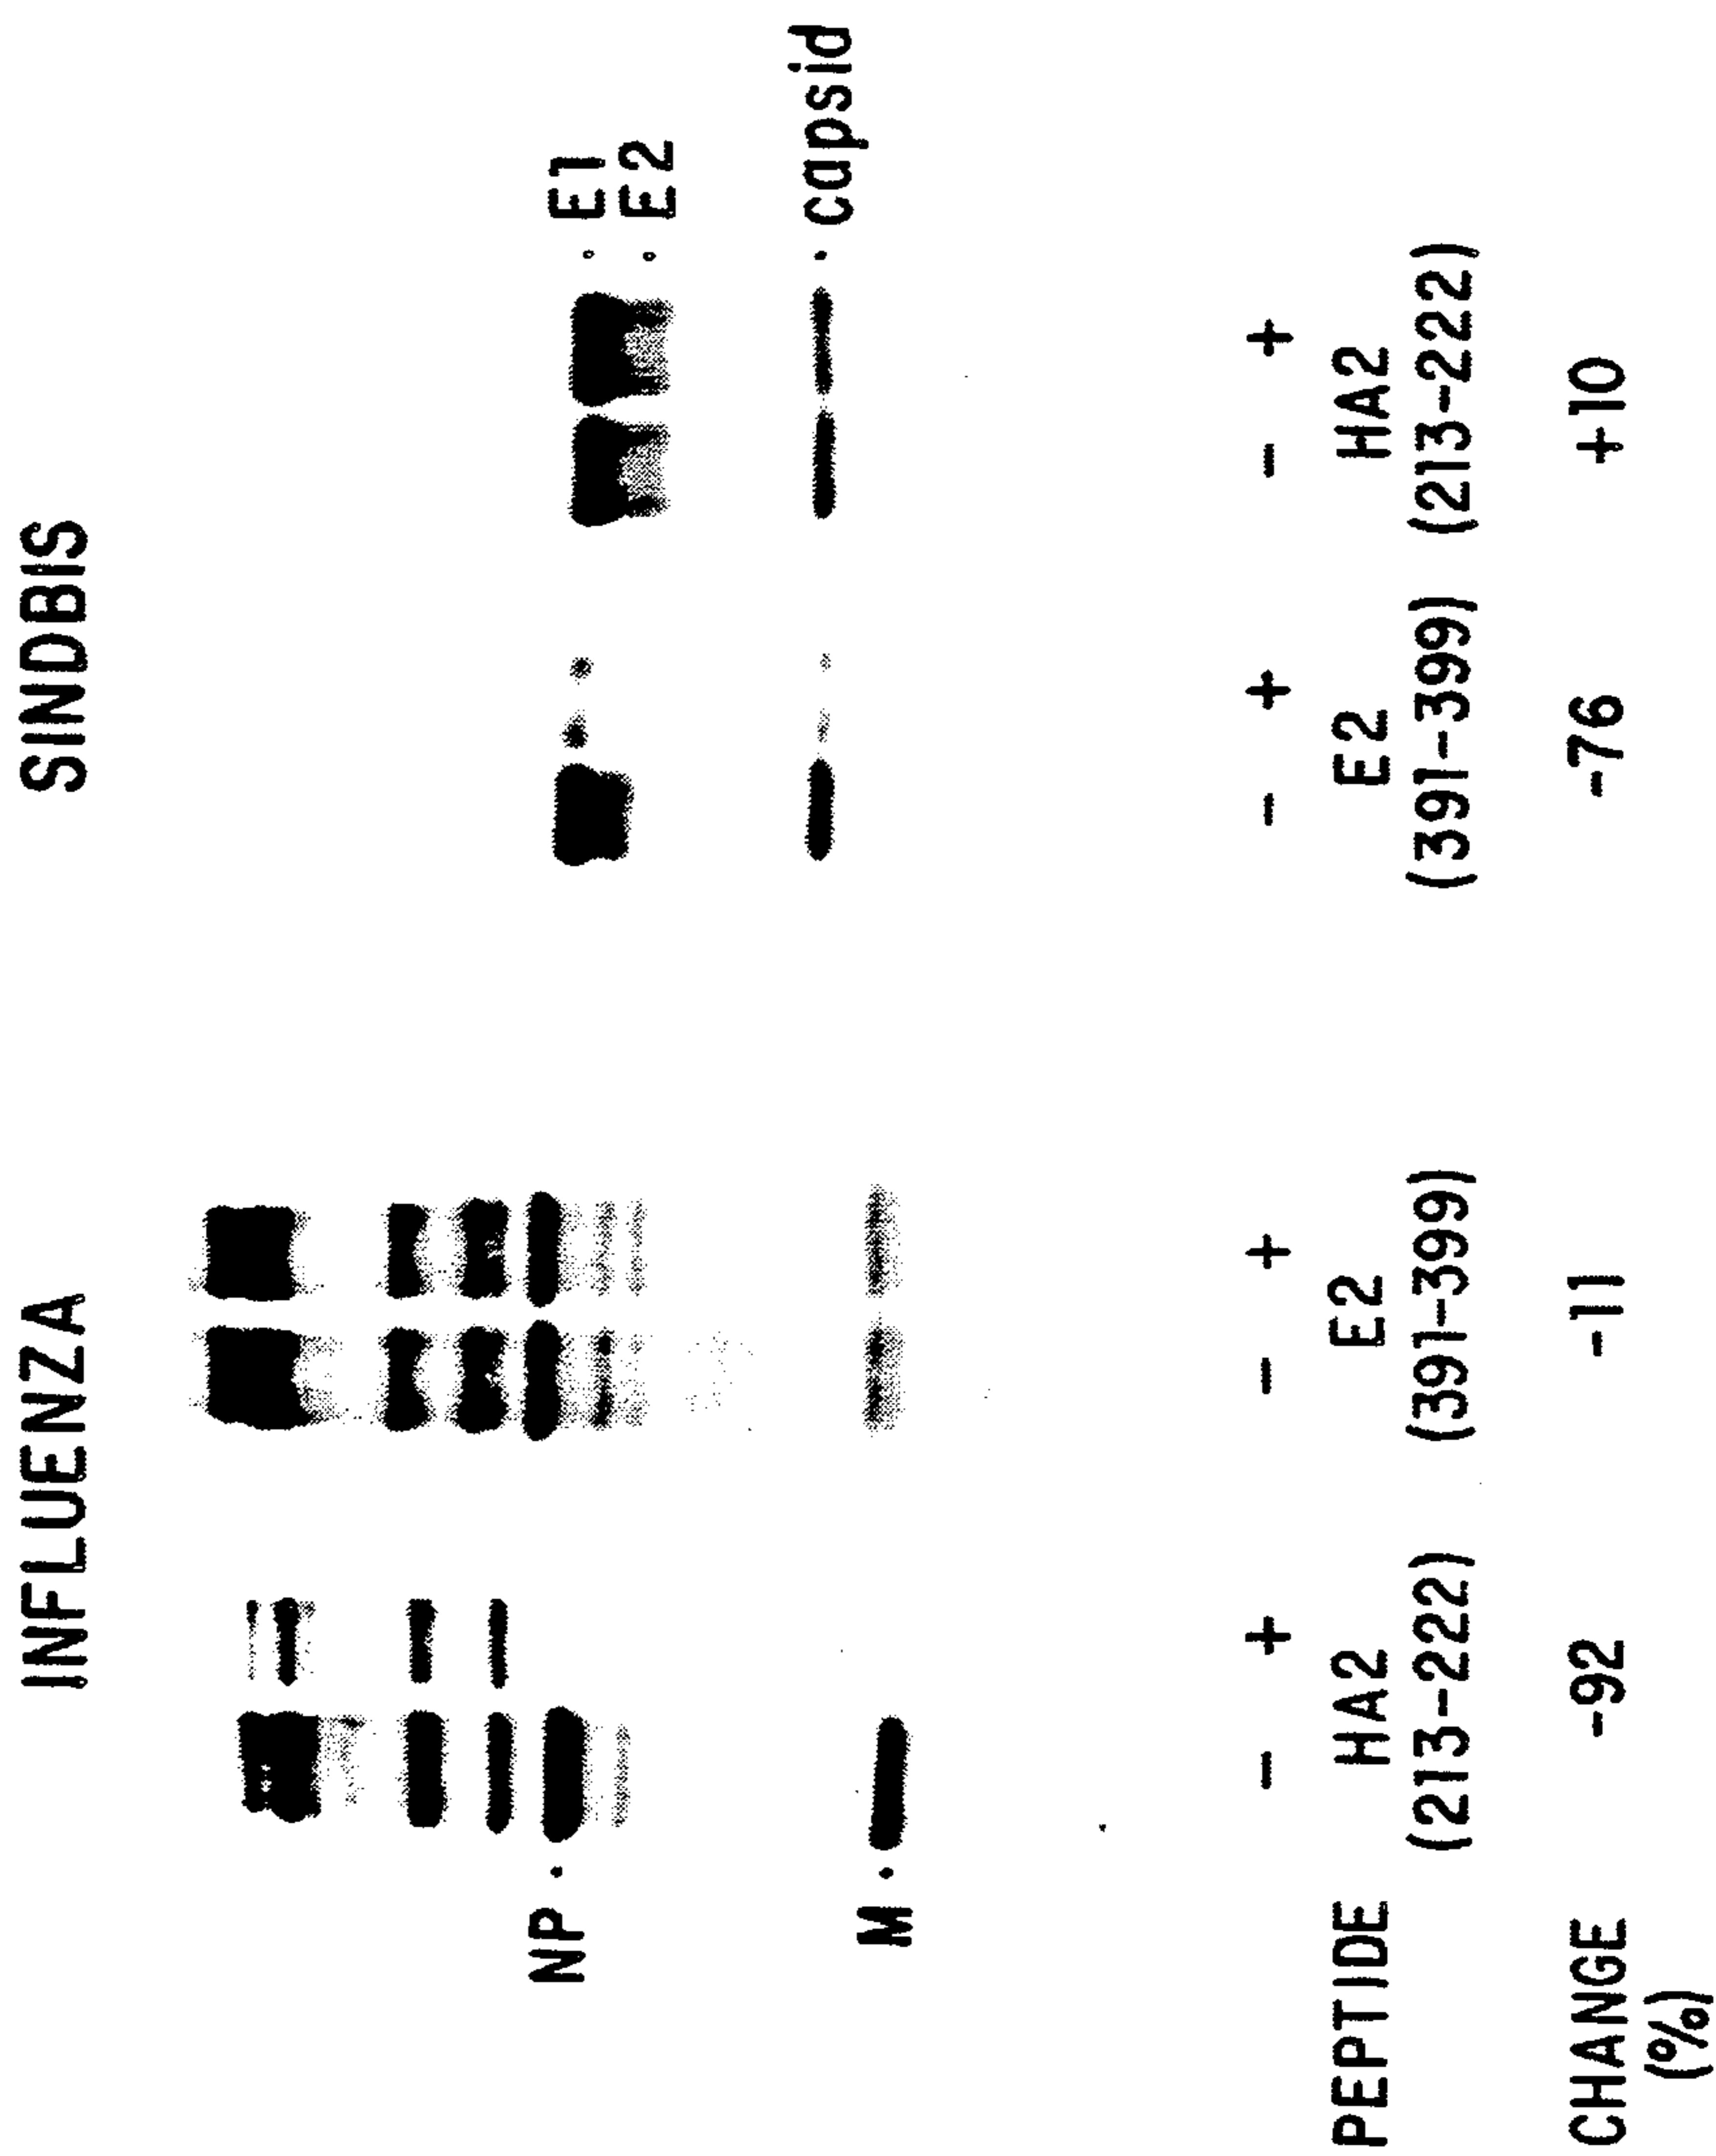 INFLUENZA SINDBIS
E1
E2
NP
capsid
M
- + - + - + - +
PEPTIDE HA2 E2 E2 HA2
(213-222) (391-399) (391-399) (213-222)
CHANGE -92 -11 -76 +10
(%)